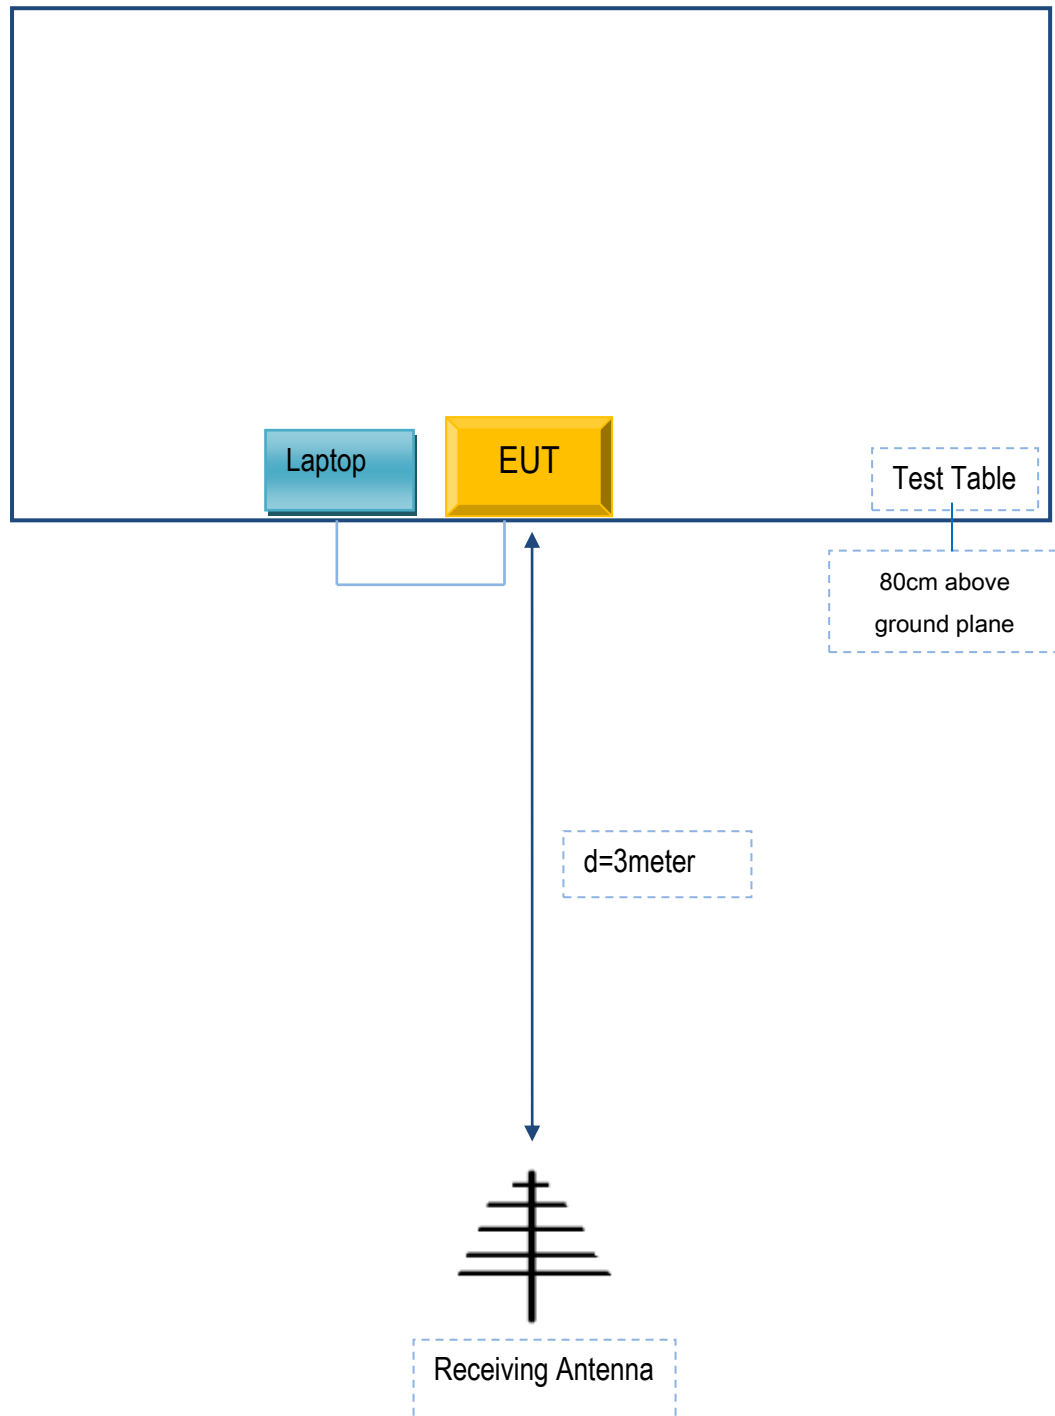 Laptop
EUT
Test Table
80cm above
ground plane
d=3meter
Receiving Antenna